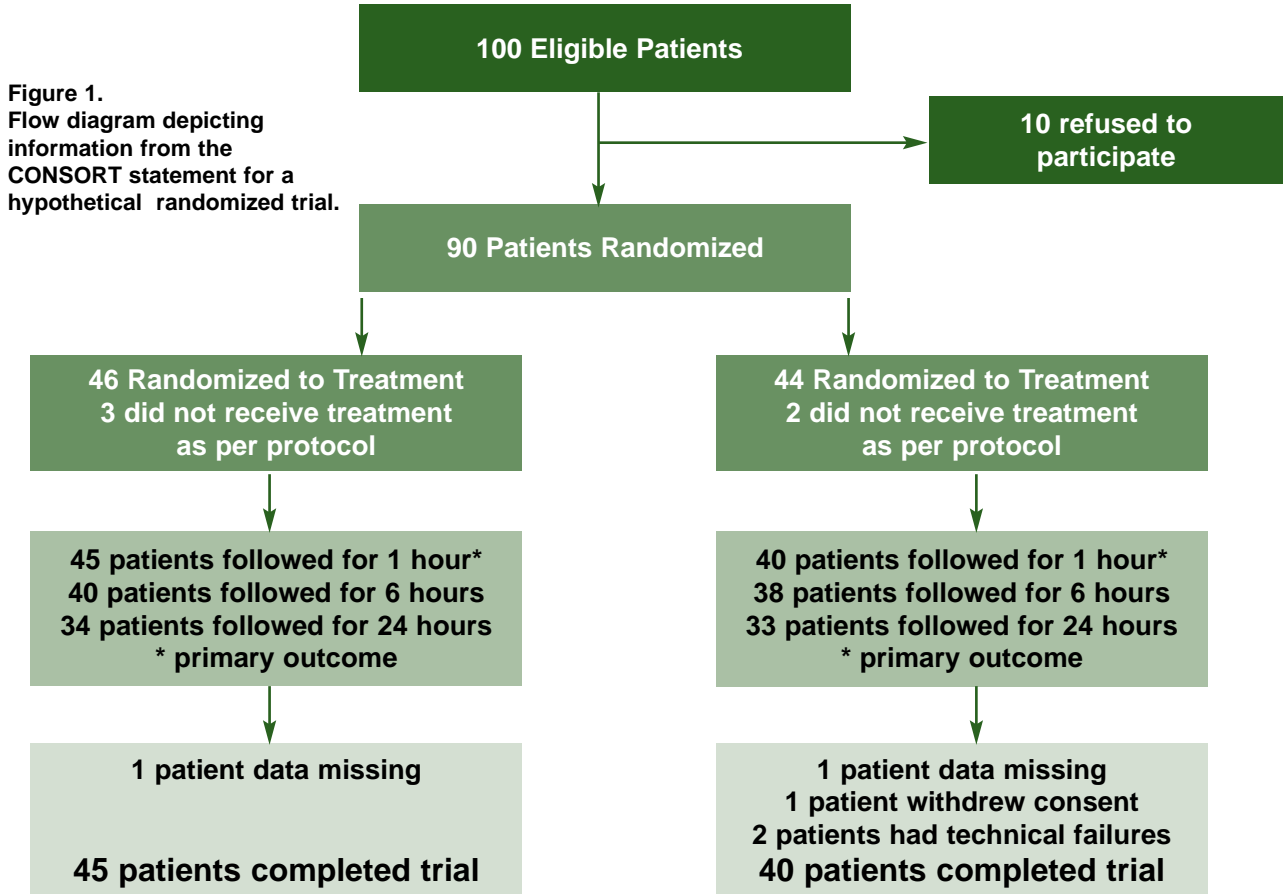 100 Eligible Patients
Figure 1.
Flow diagram depicting
information from the
CONSORT statement for a
hypothetical randomized trial.
10 refused to
participate
90 Patients Randomized
46 Randomized to Treatment
3 did not receive treatment
as per protocol
44 Randomized to Treatment
2 did not receive treatment
as per protocol
45 patients followed for 1 hour*
40 patients followed for 6 hours
34 patients followed for 24 hours
* primary outcome
40 patients followed for 1 hour*
38 patients followed for 6 hours
33 patients followed for 24 hours
* primary outcome
1 patient data missing
45 patients completed trial
1 patient data missing
1 patient withdrew consent
2 patients had technical failures
40 patients completed trial